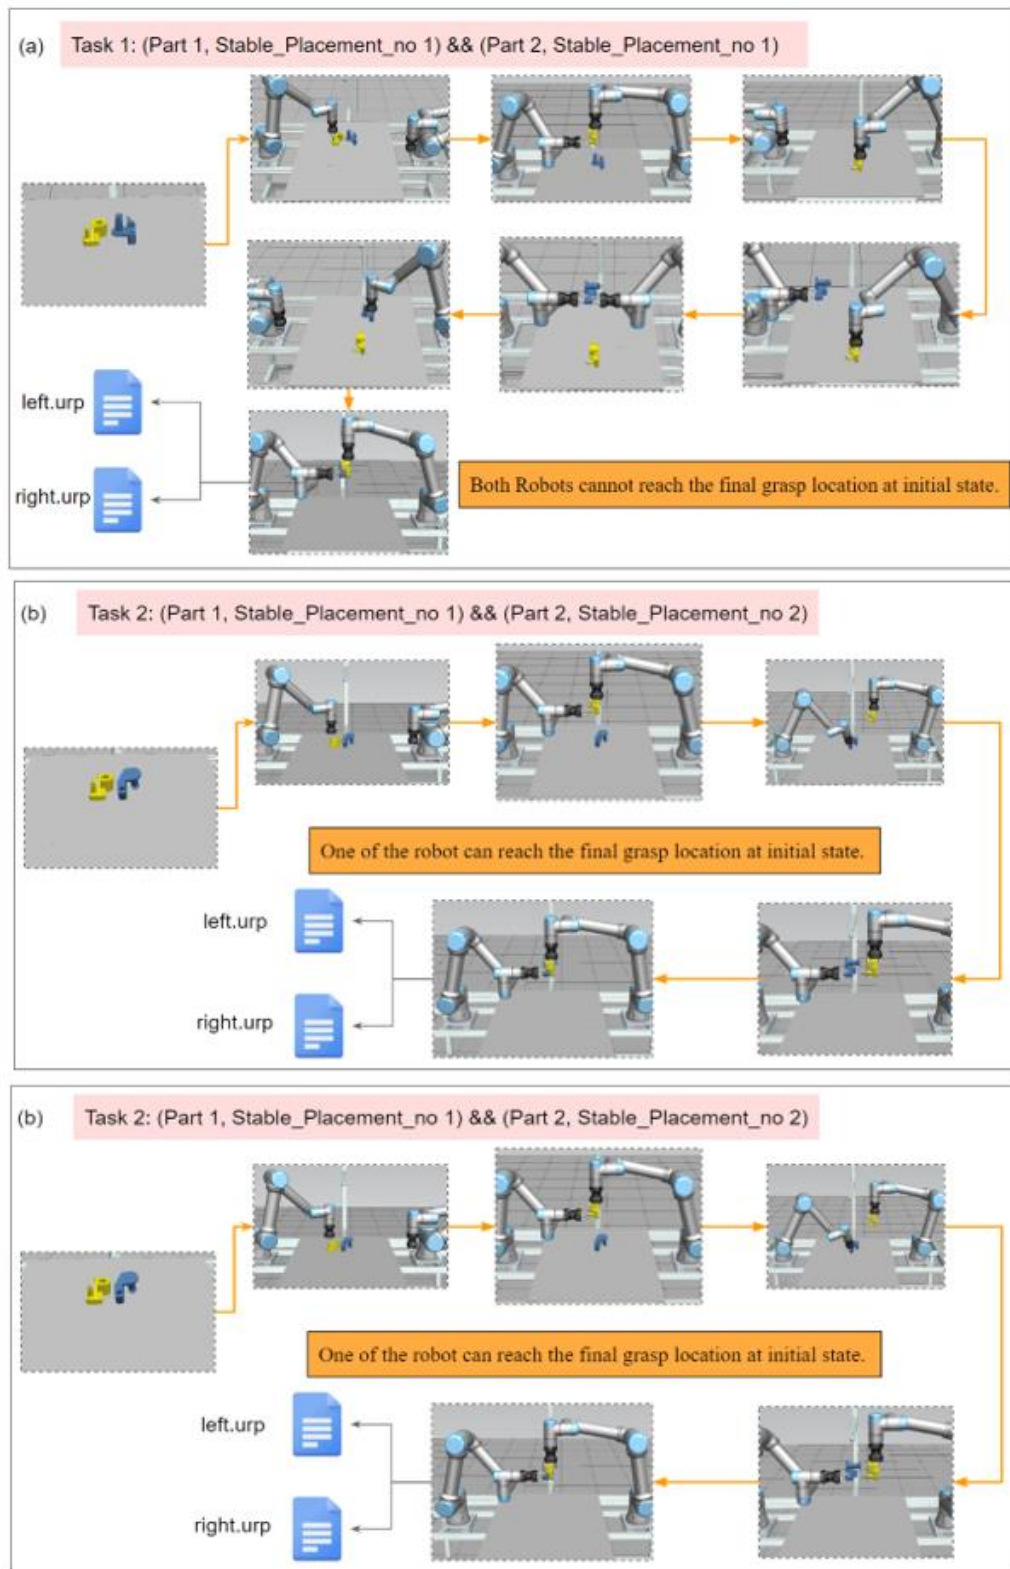 (a) Task 1: (Part 1, Stable_Placement_no 1) && (Part 2, Stable_Placement_no 1)
left.urp
right.urp
Both Robots cannot reach the final grasp location at initial state.
(b) Task 2: (Part 1, Stable_Placement_no 1) && (Part 2, Stable_Placement_no 2)
One of the robot can reach the final grasp location at initial state.
left.urp
right.urp
(b) Task 2: (Part 1, Stable_Placement_no 1) && (Part 2, Stable_Placement_no 2)
One of the robot can reach the final grasp location at initial state.
left.urp
right.urp